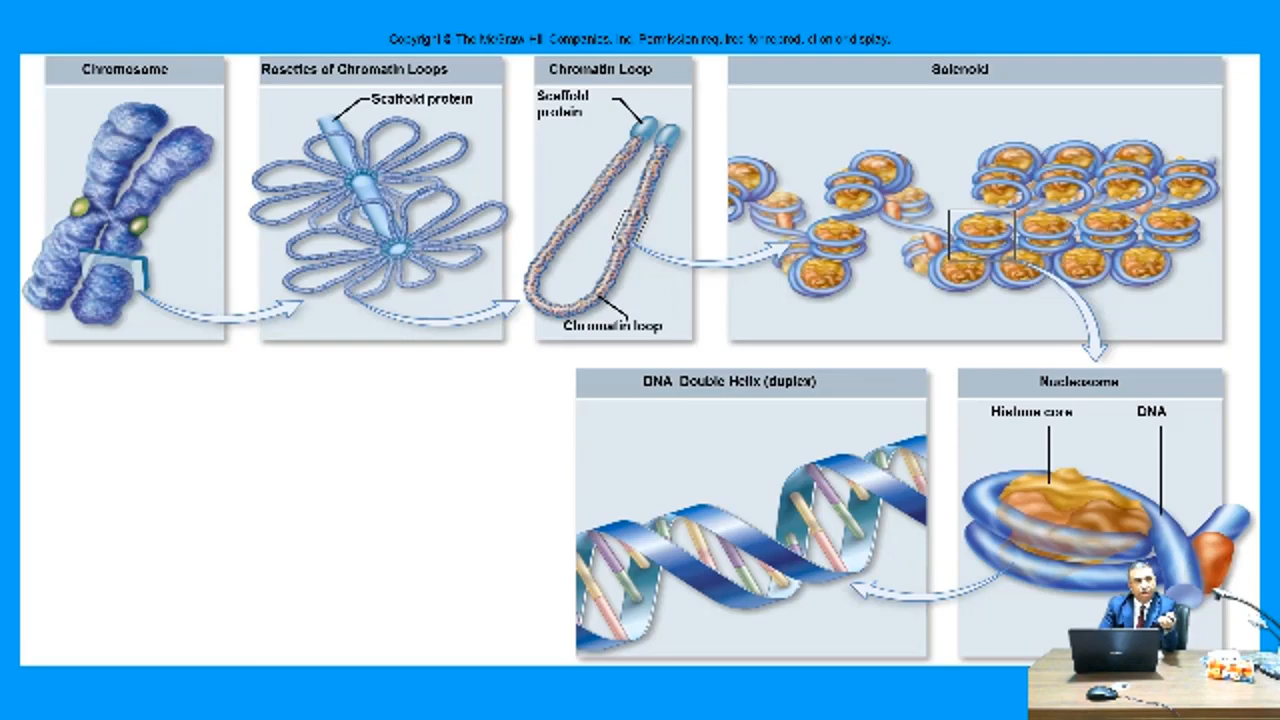 Copyright © The McGraw-Hill Companies, Inc. Permission required for reproduction or display.
Chromosome
Rosettes of Chromatin Loops
Chromatin Loop
Solenoid
Scaffold protein
Scaffold
protein
Chromatin loop
DNA Double Helix (duplex)
Nucleosome
Histone core
DNA